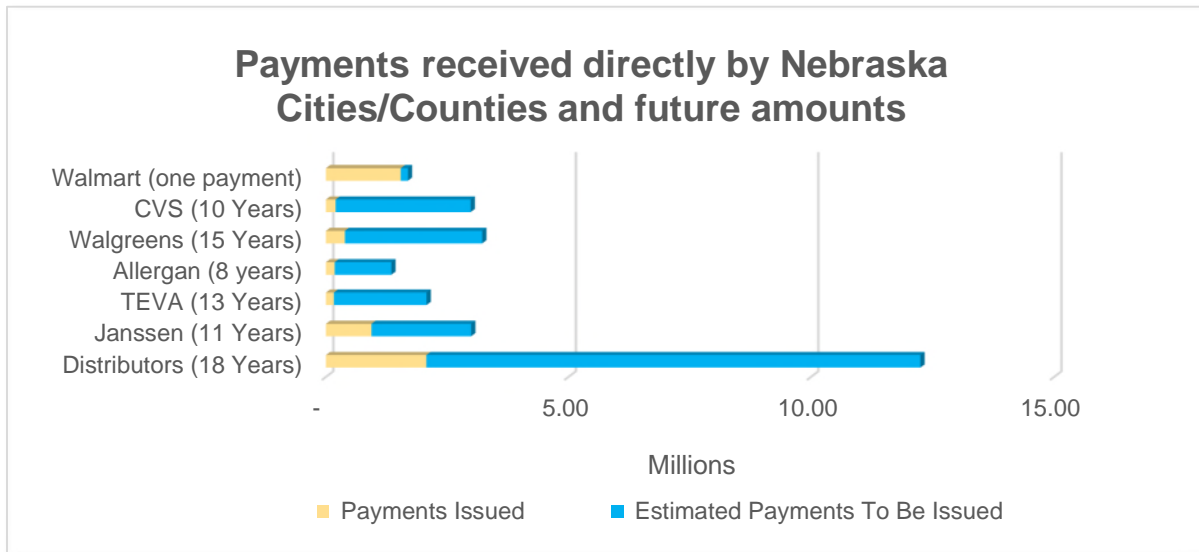 Payments received directly by Nebraska
Cities/Counties and future amounts
Walmart (one payment)
CVS (10 Years)
Walgreens (15 Years)
Allergan (8 years)
TEVA (13 Years)
Janssen (11 Years)
Distributors (18 Years)
- 5.00 10.00 15.00
Millions
Payments Issued Estimated Payments To Be Issued